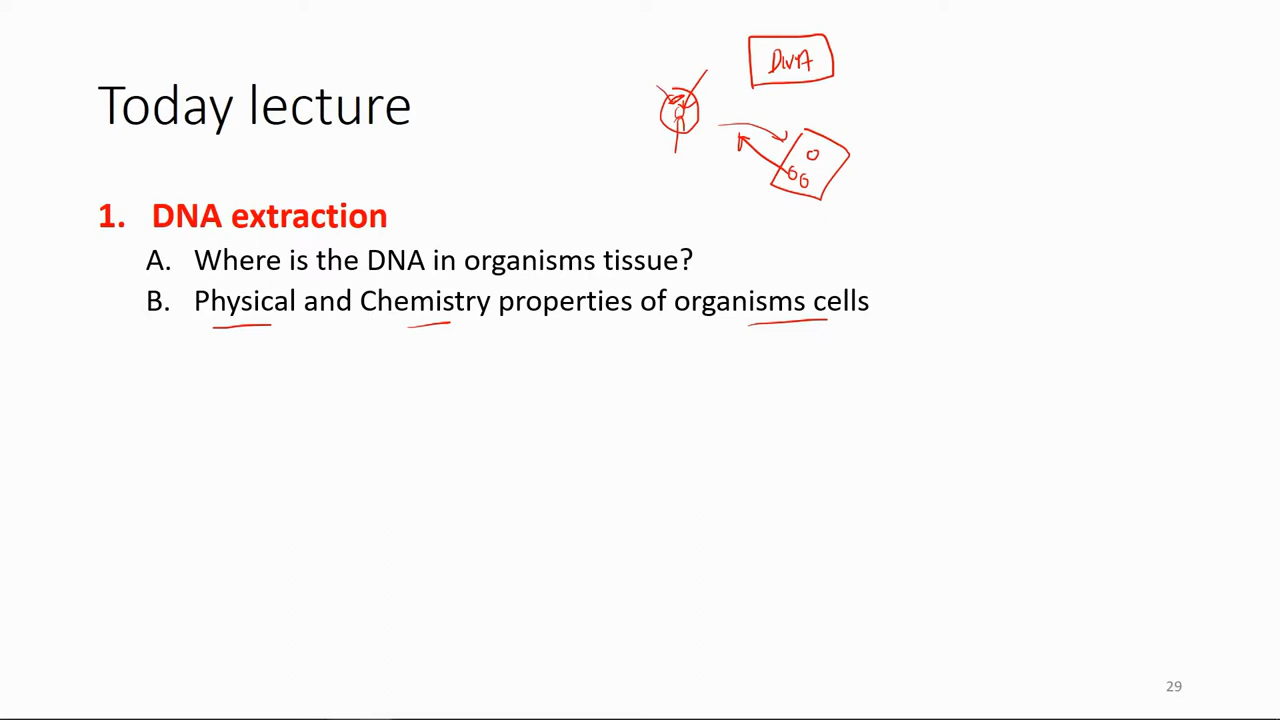 DNA
Today lecture
1. DNA extraction
A. Where is the DNA in organisms tissue?
B. Physical and Chemistry properties of organisms cells
29